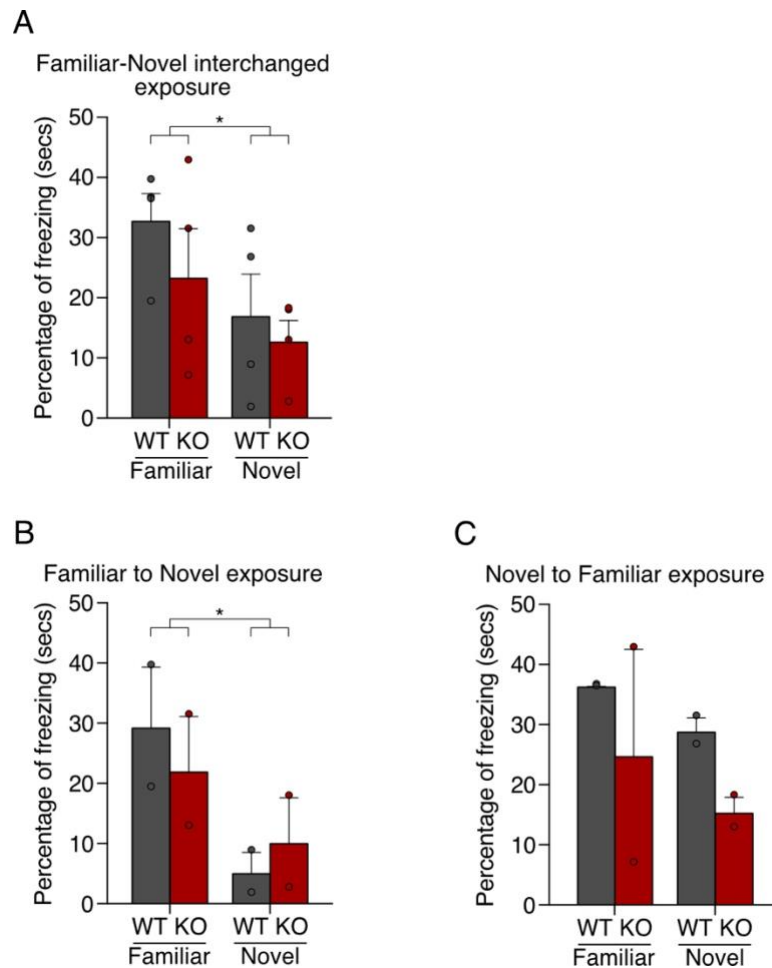 A
Familiar-Novel interchanged
exposure
Percentage of freezing (secs)
50
40
30
20
10
0
*
WT KO WT KO
Familiar Novel
B
Familiar to Novel exposure
Percentage of freezing (secs)
50
40
30
20
10
0
*
WT KO WT KO
Familiar Novel
C
Novel to Familiar exposure
Percentage of freezing (secs)
50
40
30
20
10
0
WT KO WT KO
Familiar Novel